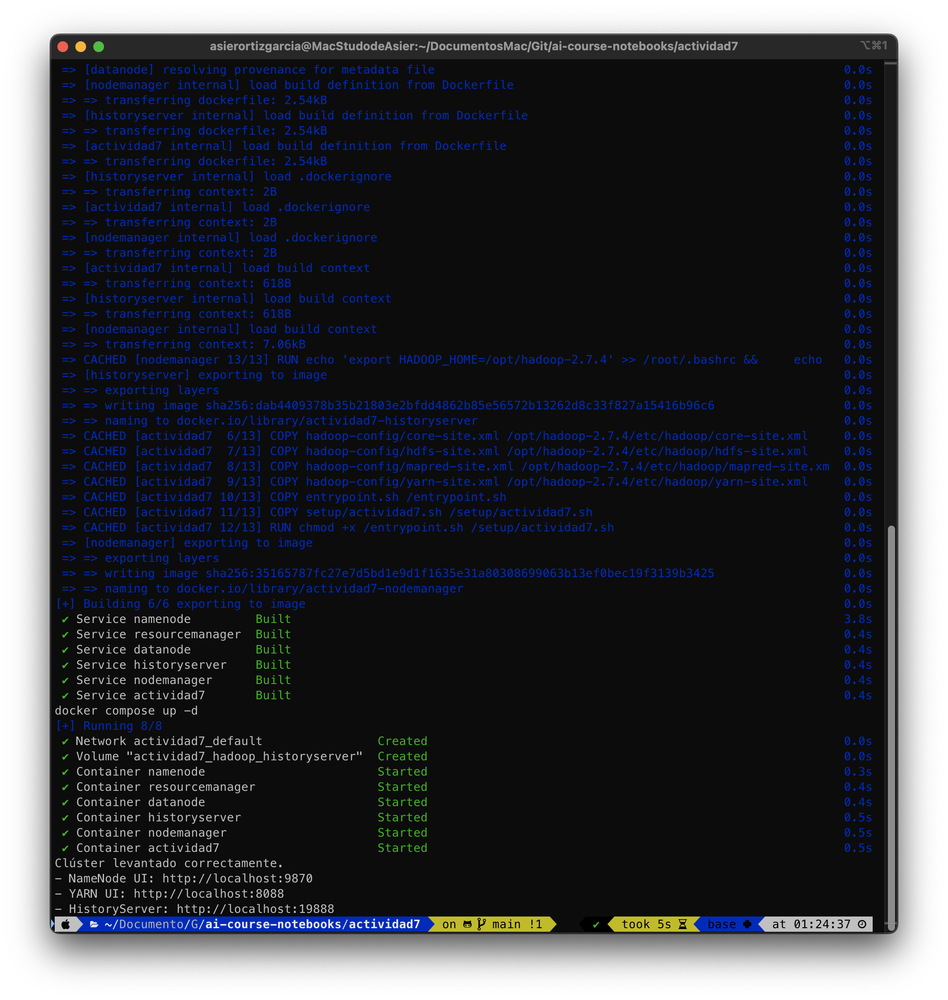 asierortizgarcia@MacStudodeAsier:~/DocumentosMac/Git/ai-course-notebooks/actividad7 ⌥⌘1
=> [datanode] resolving provenance for metadata file 0.0s
=> [nodemanager internal] load build definition from Dockerfile 0.0s
=> => transferring dockerfile: 2.54kB 0.0s
=> [historyserver internal] load build definition from Dockerfile 0.0s
=> => transferring dockerfile: 2.54kB 0.0s
=> [actividad7 internal] load build definition from Dockerfile 0.0s
=> => transferring dockerfile: 2.54kB 0.0s
=> [historyserver internal] load .dockerignore 0.0s
=> => transferring context: 2B 0.0s
=> [actividad7 internal] load .dockerignore 0.0s
=> => transferring context: 2B 0.0s
=> [nodemanager internal] load .dockerignore 0.0s
=> => transferring context: 2B 0.0s
=> [actividad7 internal] load build context 0.0s
=> => transferring context: 618B 0.0s
=> [historyserver internal] load build context 0.0s
=> => transferring context: 618B 0.0s
=> [nodemanager internal] load build context 0.0s
=> => transferring context: 7.06kB 0.0s
=> CACHED [nodemanager 13/13] RUN echo 'export HADOOP_HOME=/opt/hadoop-2.7.4' >> /root/.bashrc &&     echo 0.0s
=> [historyserver] exporting to image 0.0s
=> => exporting layers 0.0s
=> => writing image sha256:dab4409378b35b21803e2bfdd4862b85e56572b13262d8c33f827a15416b96c6 0.0s
=> => naming to docker.io/library/actividad7-historyserver 0.0s
=> CACHED [actividad7  6/13] COPY hadoop-config/core-site.xml /opt/hadoop-2.7.4/etc/hadoop/core-site.xml 0.0s
=> CACHED [actividad7  7/13] COPY hadoop-config/hdfs-site.xml /opt/hadoop-2.7.4/etc/hadoop/hdfs-site.xml 0.0s
=> CACHED [actividad7  8/13] COPY hadoop-config/mapred-site.xml /opt/hadoop-2.7.4/etc/hadoop/mapred-site.xm 0.0s
=> CACHED [actividad7  9/13] COPY hadoop-config/yarn-site.xml /opt/hadoop-2.7.4/etc/hadoop/yarn-site.xml 0.0s
=> CACHED [actividad7 10/13] COPY entrypoint.sh /entrypoint.sh 0.0s
=> CACHED [actividad7 11/13] COPY setup/actividad7.sh /setup/actividad7.sh 0.0s
=> CACHED [actividad7 12/13] RUN chmod +x /entrypoint.sh /setup/actividad7.sh 0.0s
=> [nodemanager] exporting to image 0.0s
=> => exporting layers 0.0s
=> => writing image sha256:35165787fc27e7d5bd1e9d1f1635e31a80308699063b13ef0bec19f3139b3425 0.0s
=> => naming to docker.io/library/actividad7-nodemanager 0.0s
[+] Building 6/6 exporting to image 0.0s
✔ Service namenode Built 3.8s
✔ Service resourcemanager Built 0.4s
✔ Service datanode Built 0.4s
✔ Service historyserver Built 0.4s
✔ Service nodemanager Built 0.4s
✔ Service actividad7 Built 0.4s
docker compose up -d
[+] Running 8/8
✔ Network actividad7_default Created 0.0s
✔ Volume "actividad7_hadoop_historyserver" Created 0.0s
✔ Container namenode Started 0.3s
✔ Container resourcemanager Started 0.4s
✔ Container datanode Started 0.4s
✔ Container historyserver Started 0.5s
✔ Container nodemanager Started 0.5s
✔ Container actividad7 Started 0.5s
Clúster levantado correctamente.
- NameNode UI: http://localhost:9870
- YARN UI: http://localhost:8088
- HistoryServer: http://localhost:19888
~/Documento/G/ai-course-notebooks/actividad7 on main !1 ✔ took 5s base at 01:24:37